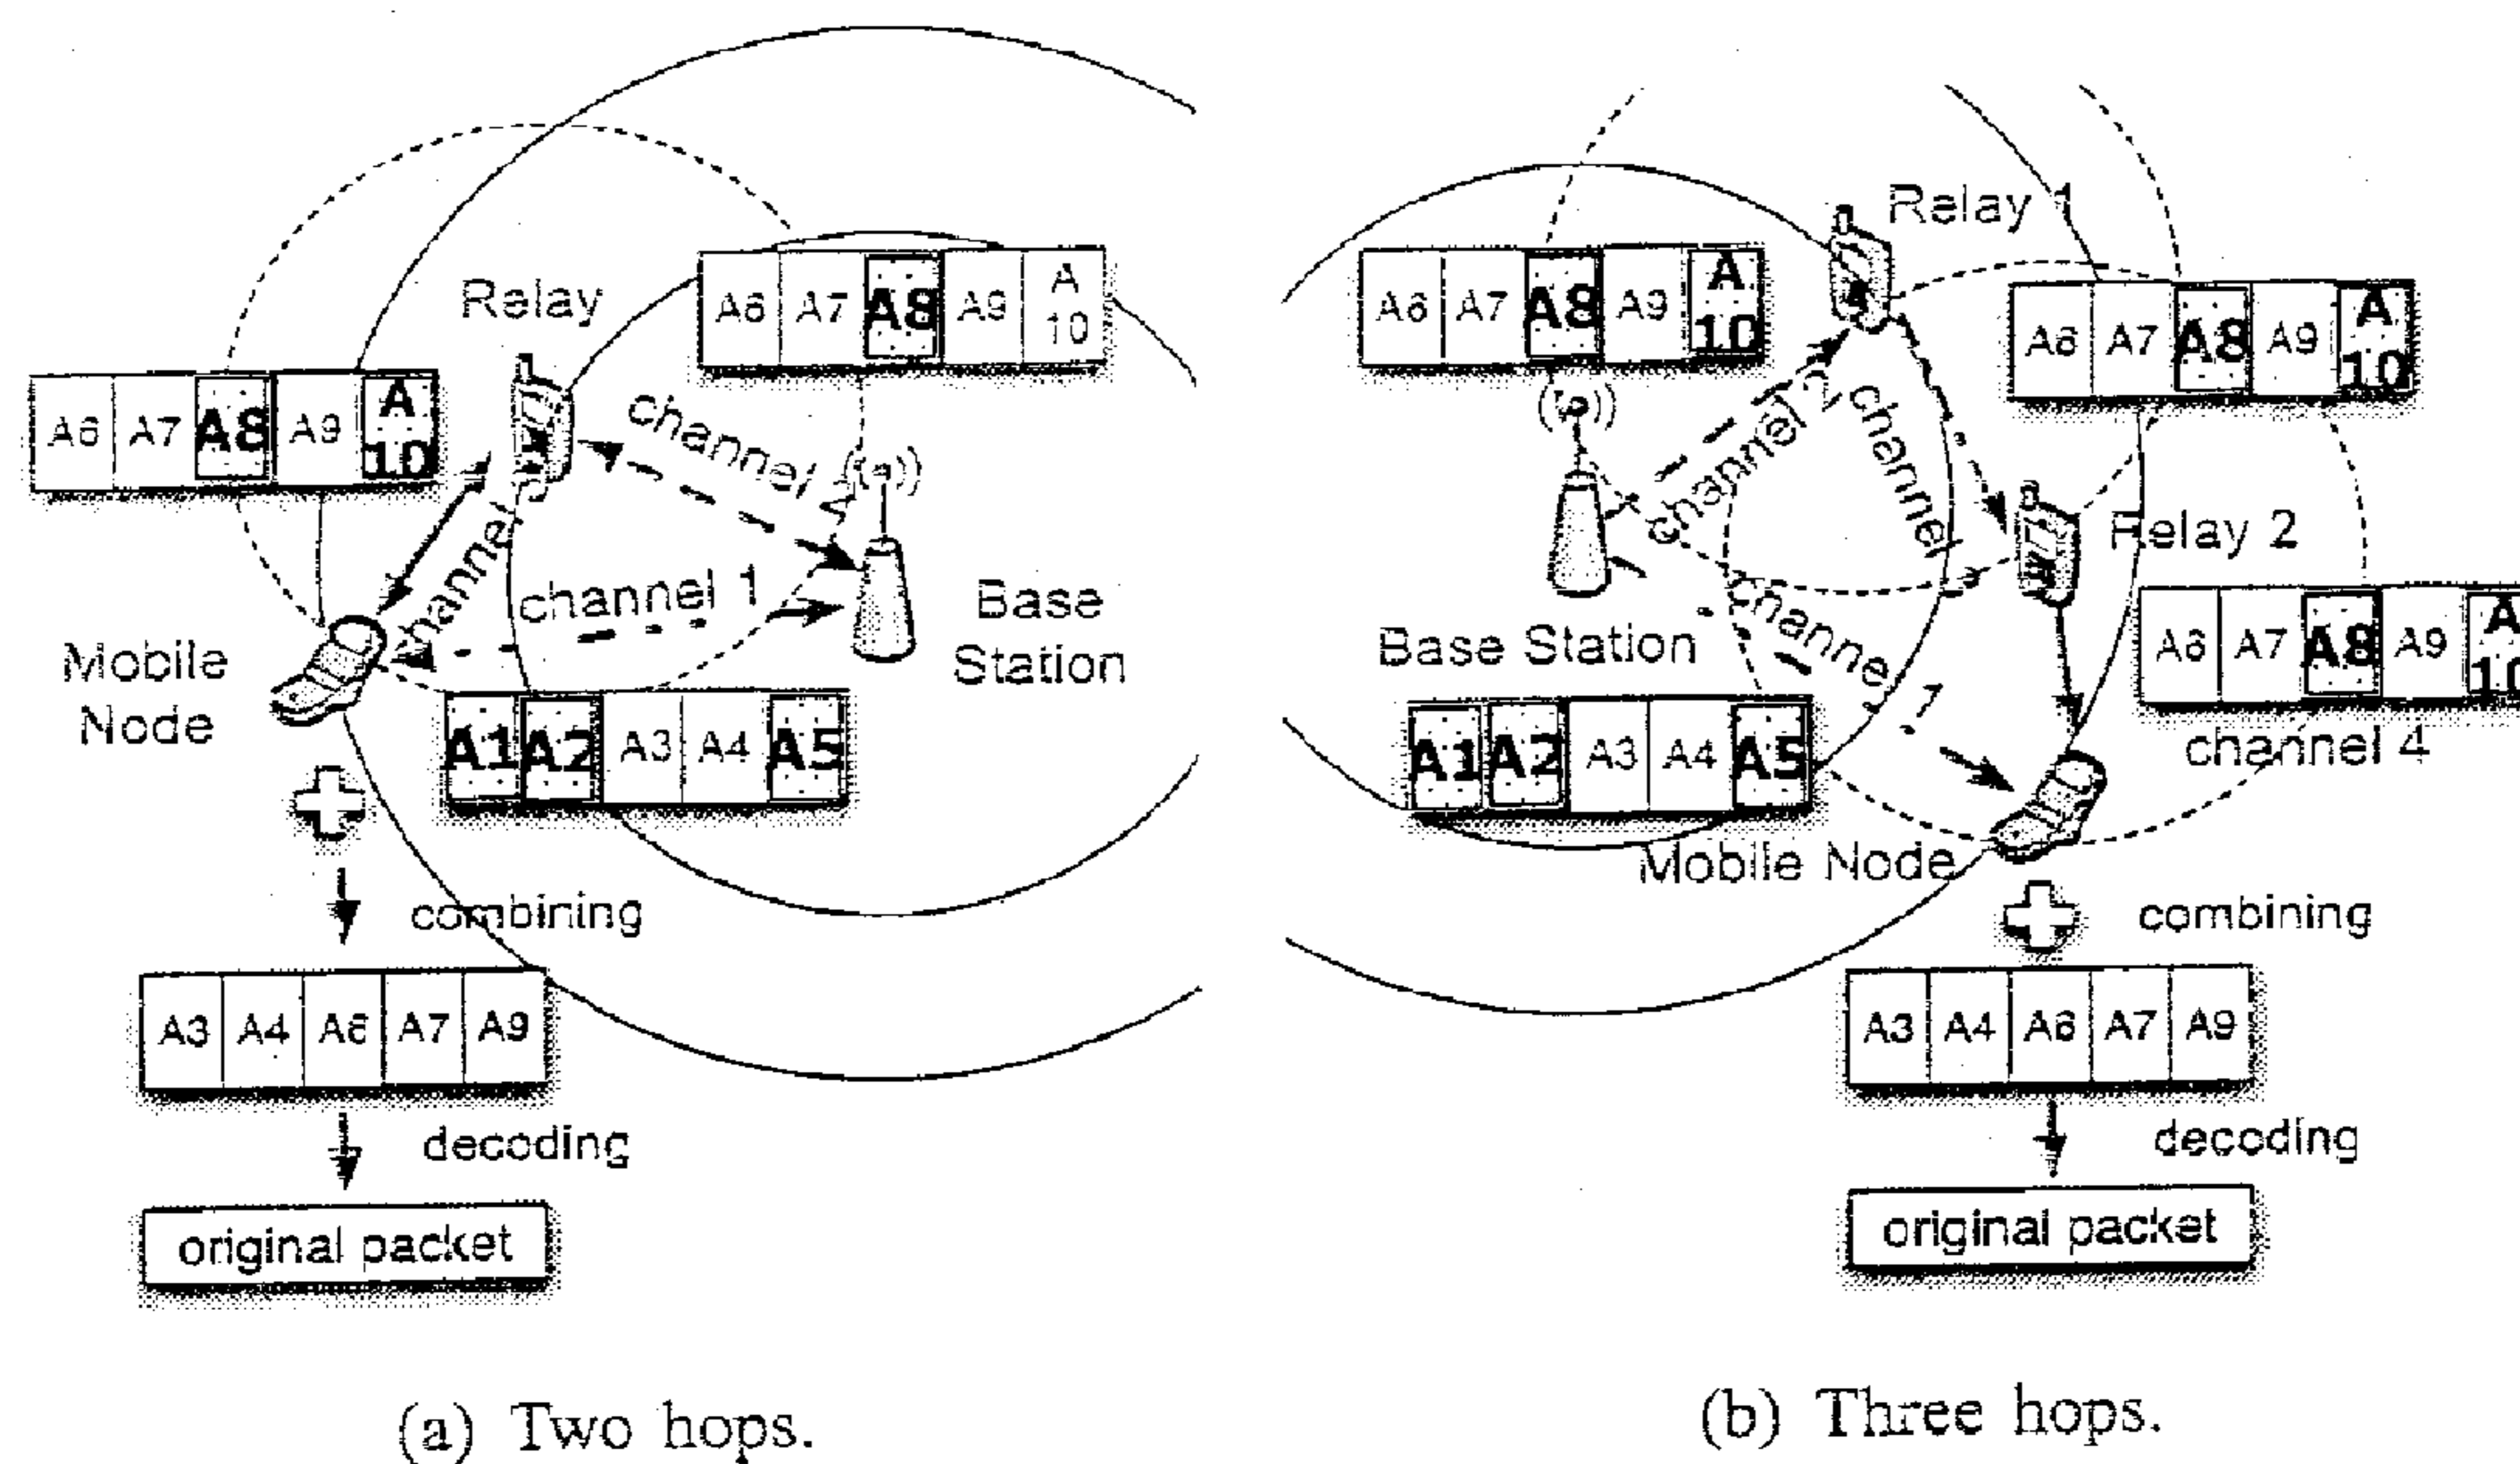 Relay
A6 A7 A8 A9 A 10
A6 A7 A8 A9 A 10
channel 2
channel
channel 1
Base Station
Mobile Node
A1 A2 A3 A4 A5
combining
A3 A4 A6 A7 A9
decoding
original packet
(a) Two hops.
Relay 1
A6 A7 A8 A9 A 10
A6 A7 A8 A9 A 10
channel 2
channel 3
Relay 2
Base Station
channel 1
A6 A7 A8 A9 A 10
A1 A2 A3 A4 A5
channel 4
Mobile Node
combining
A3 A4 A6 A7 A9
decoding
original packet
(b) Three hops.